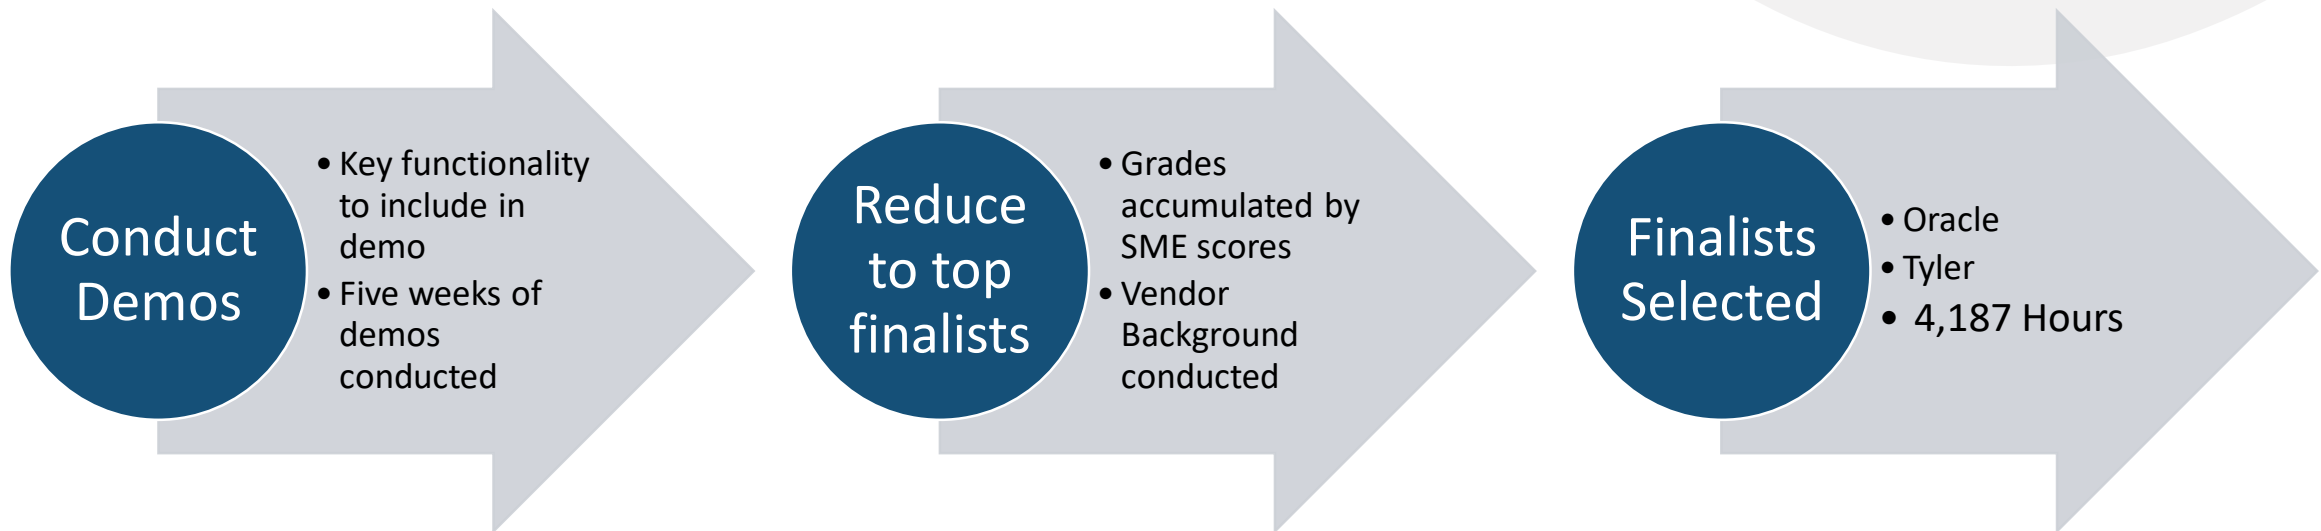 Conduct
Demos
• Key functionality
to include in
demo
• Five weeks of
demos
conducted
Reduce
to top
finalists
• Grades
accumulated by
SME scores
• Vendor
Background
conducted
Finalists
Selected
• Oracle
• Tyler
• 4,187 Hours